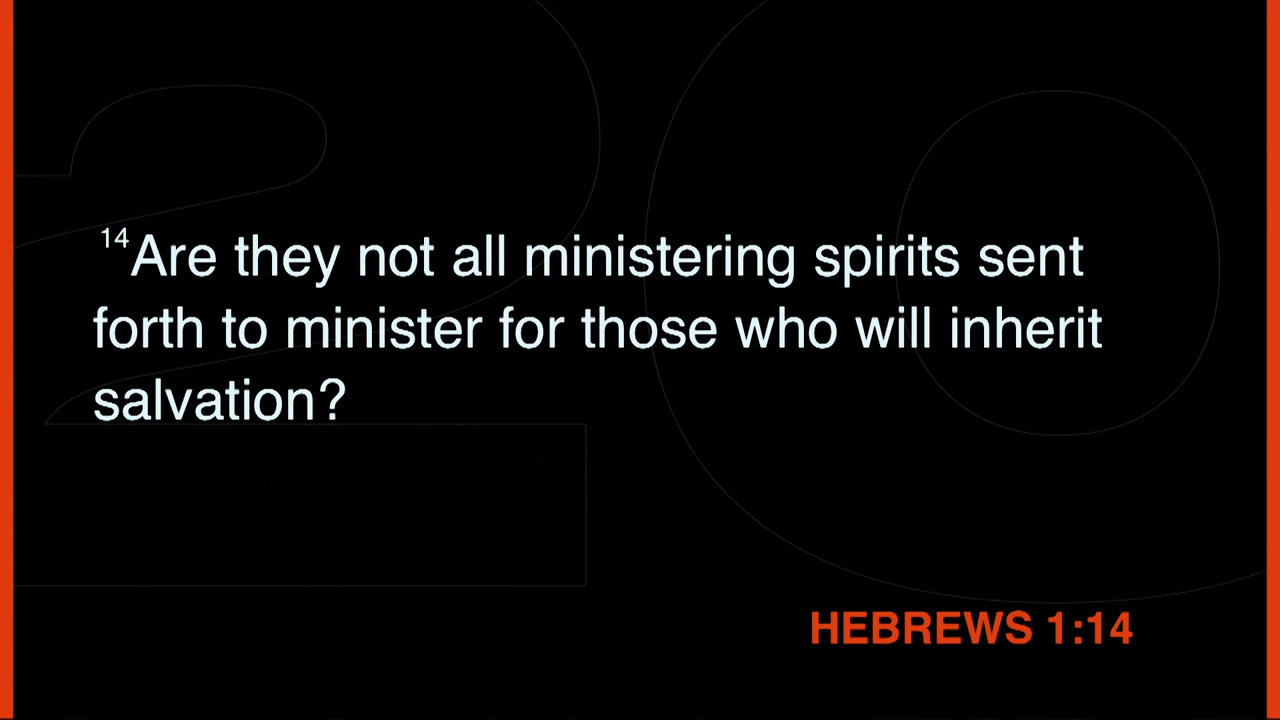 14Are they not all ministering spirits sent
forth to minister for those who will inherit
salvation?
HEBREWS 1:14
20